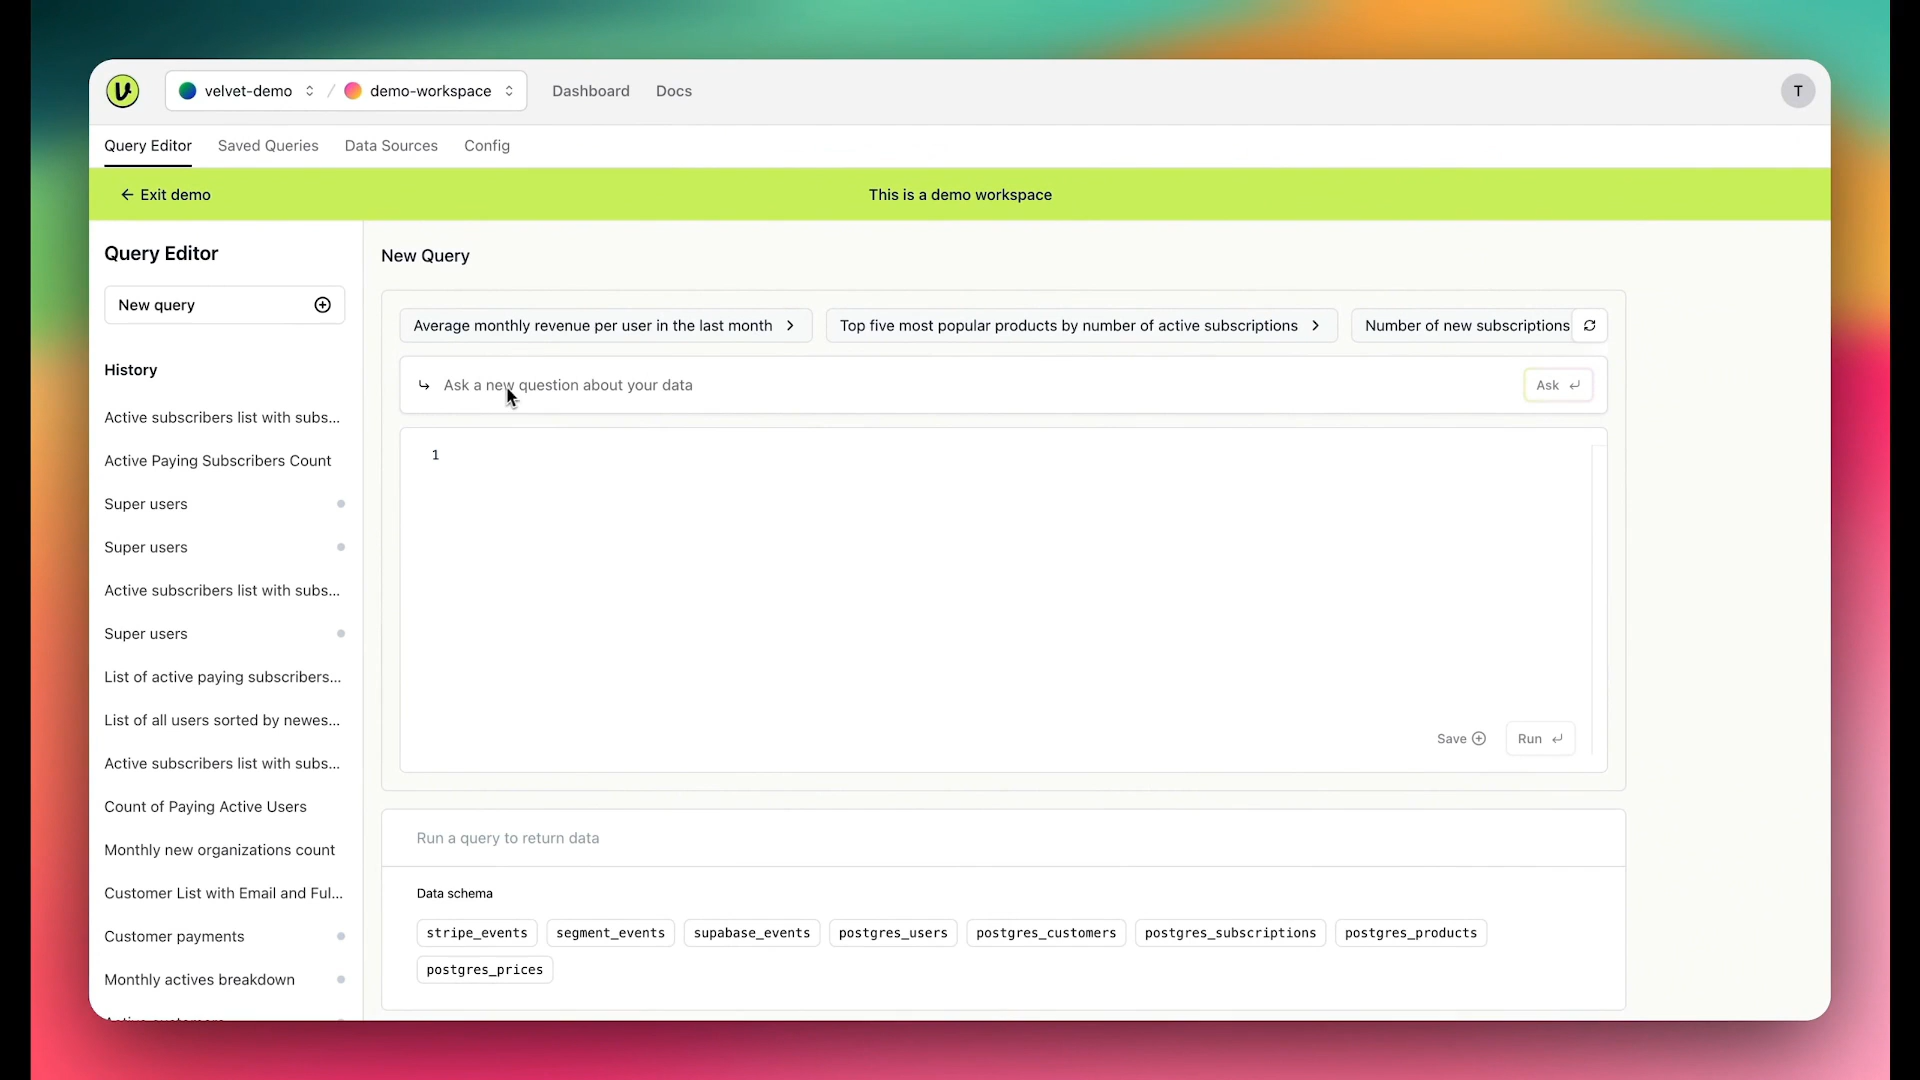 velvet-demo / demo-workspace Dashboard Docs T
Query Editor Saved Queries Data Sources Config
← Exit demo This is a demo workspace
Query Editor
New query
History
Active subscribers list with subs...
Active Paying Subscribers Count
Super users
Super users
Active subscribers list with subs...
Super users
List of active paying subscribers...
List of all users sorted by newes...
Active subscribers list with subs...
Count of Paying Active Users
Monthly new organizations count
Customer List with Email and Ful...
Customer payments
Monthly actives breakdown
New Query
Average monthly revenue per user in the last month
Top five most popular products by number of active subscriptions
Number of new subscriptions
Ask a new question about your data
Ask
1
Save
Run
Run a query to return data
Data schema
stripe_events segment_events supabase_events postgres_users postgres_customers postgres_subscriptions postgres_products
postgres_prices